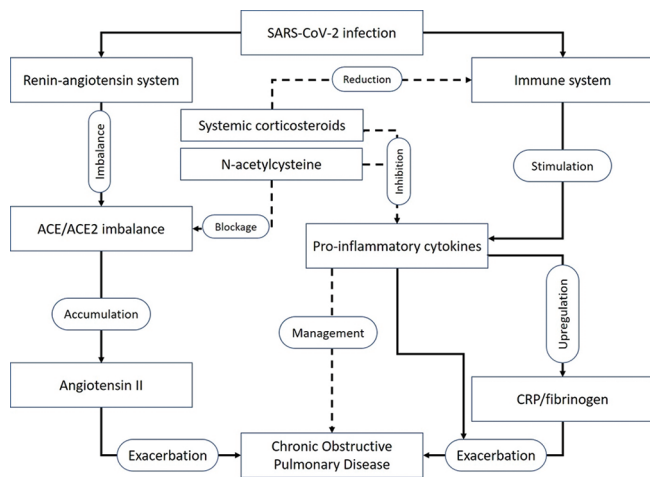 SARS-CoV-2 infection
Renin-angiotensin system
Reduction
Immune system
Systemic corticosteroids
Imbalance
N-acetylcysteine
Inhibition
Stimulation
ACE/ACE2 imbalance
Blockage
Pro-inflammatory cytokines
Accumulation
Management
Upregulation
Angiotensin II
CRP/fibrinogen
Exacerbation
Chronic Obstructive
Pulmonary Disease
Exacerbation